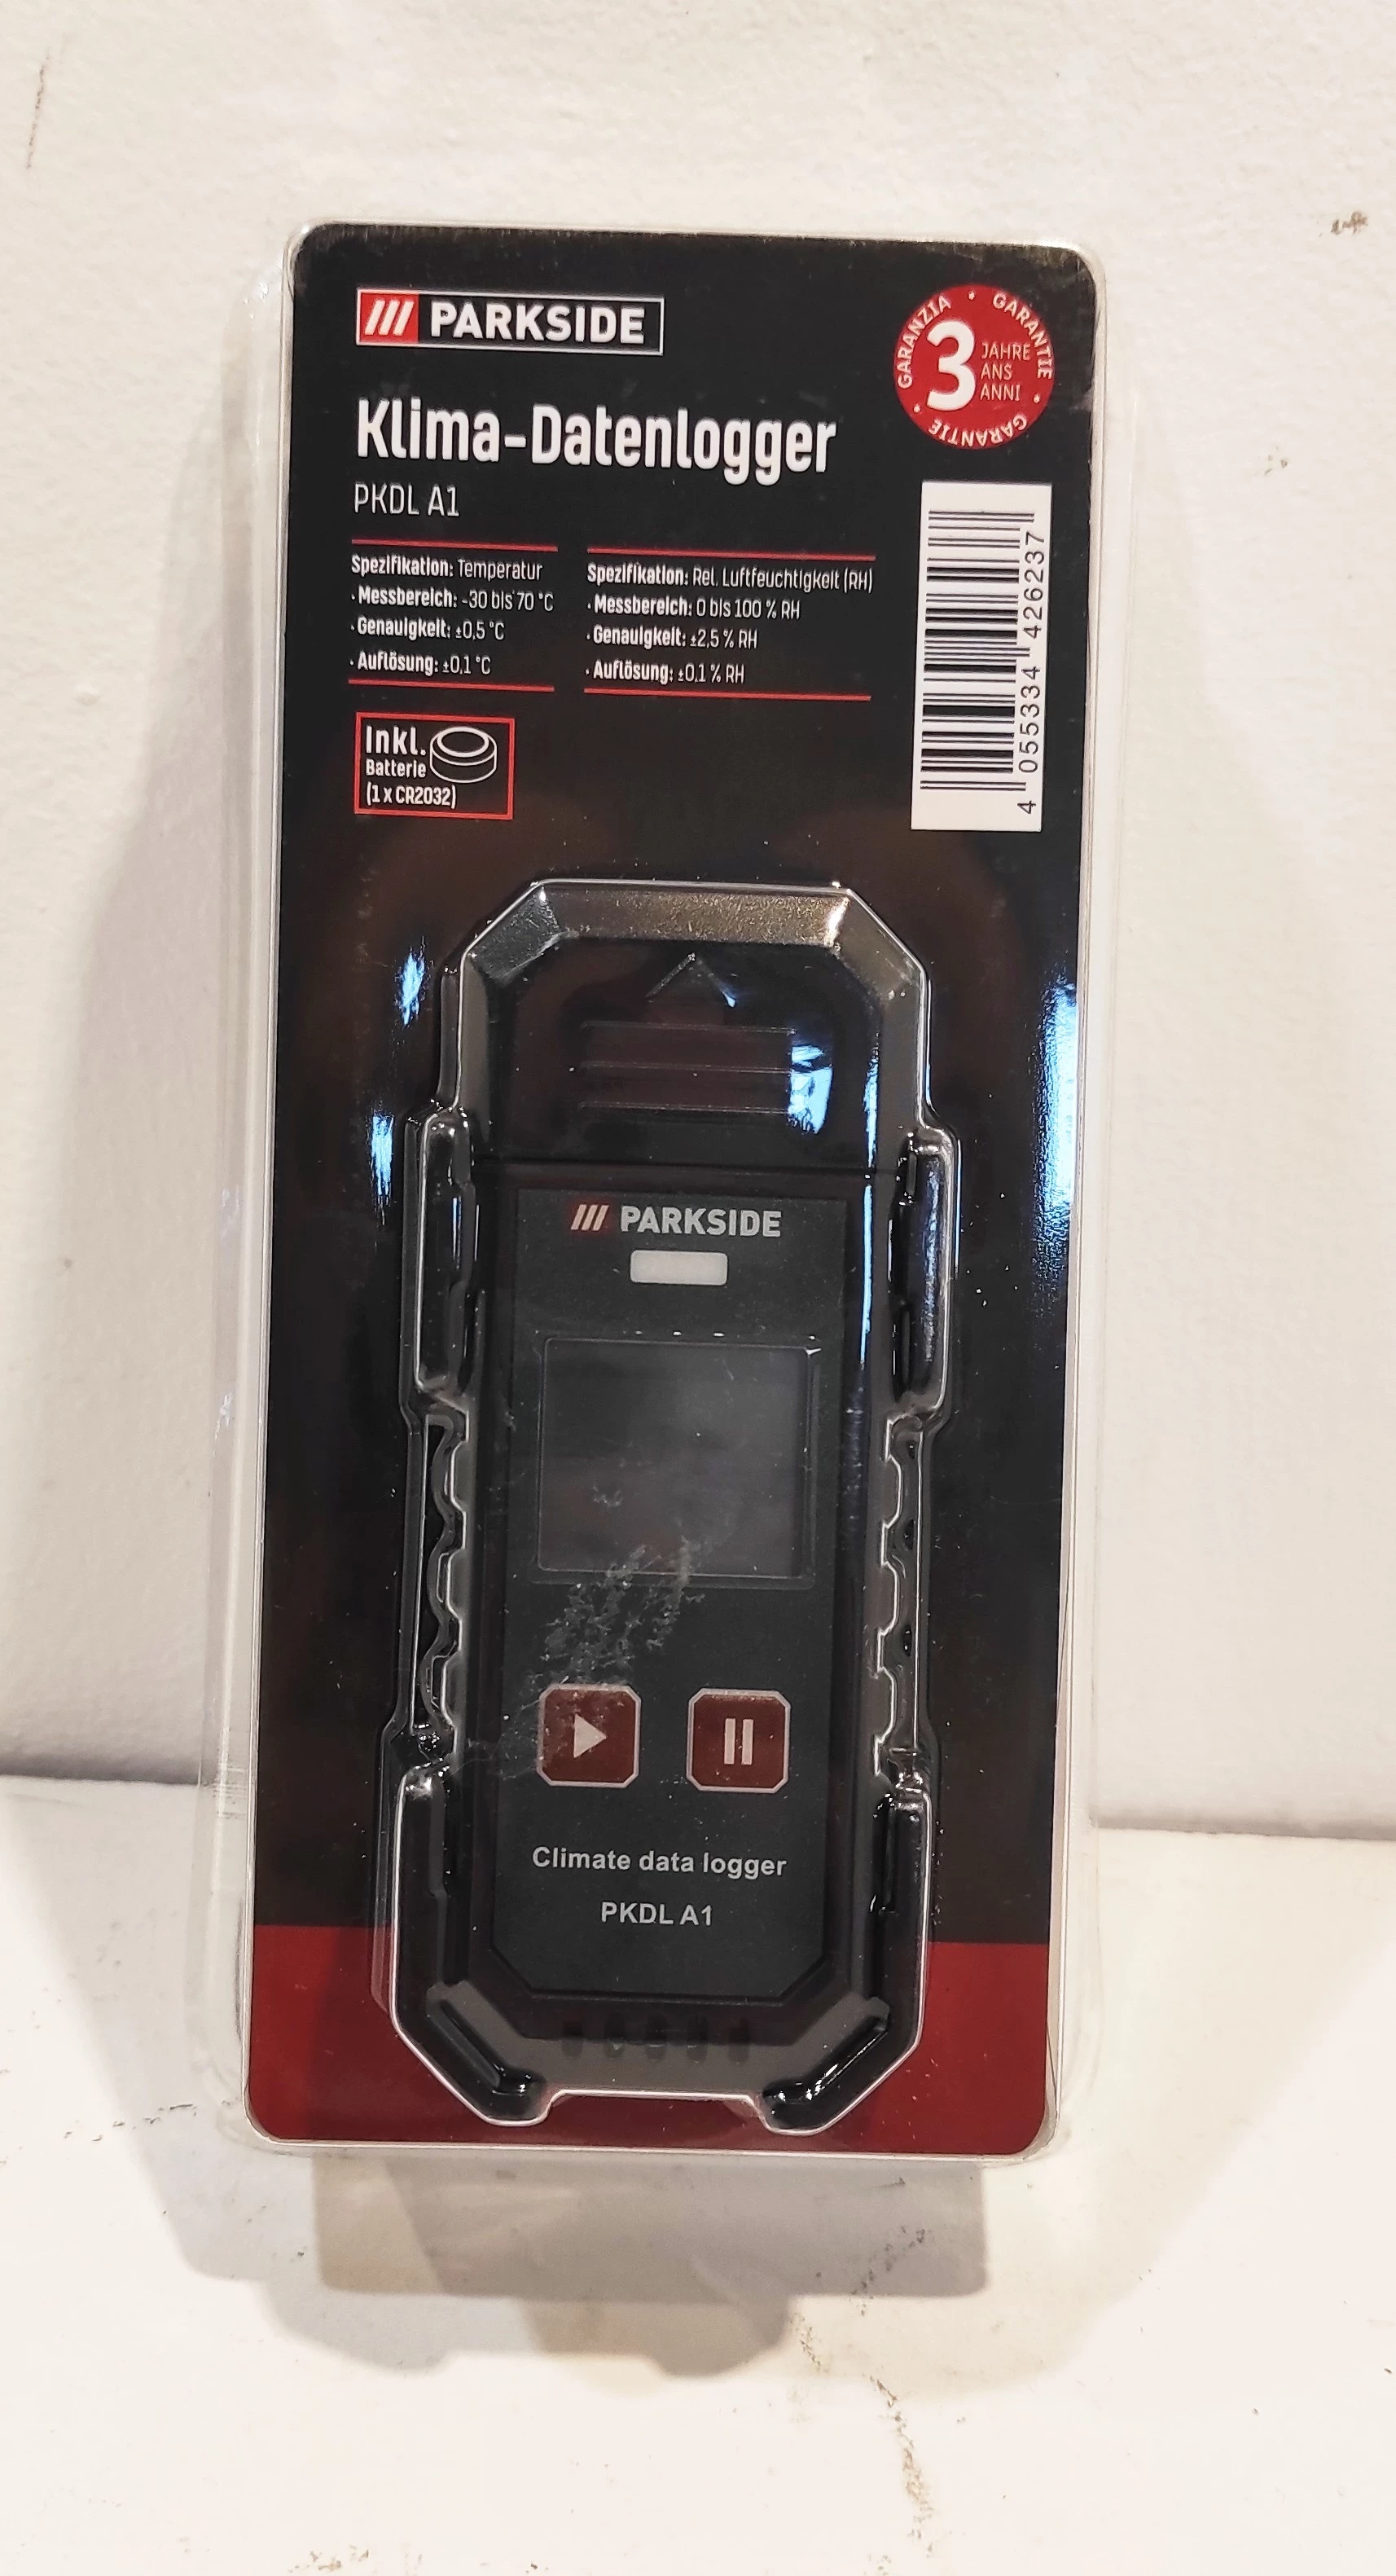 PARKSIDE
GARANZIA • GARANTIE • GARANTIE •
3 JAHRE
ANS
ANNI
Klima-Datenlogger
PKDL A1
Spezifikation: Temperatur
· Messbereich: -30 bis 70 °C
· Genauigkeit: ±0,5 °C
· Auflösung: ±0,1 °C
Spezifikation: Rel. Luftfeuchtigkeit (RH)
· Messbereich: 0 bis 100 % RH
· Genauigkeit: ±2,5 % RH
· Auflösung: ±0,1 % RH
4 055334 426237
Inkl.
Batterie
(1 x CR2032)
PARKSIDE
Climate data logger
PKDL A1